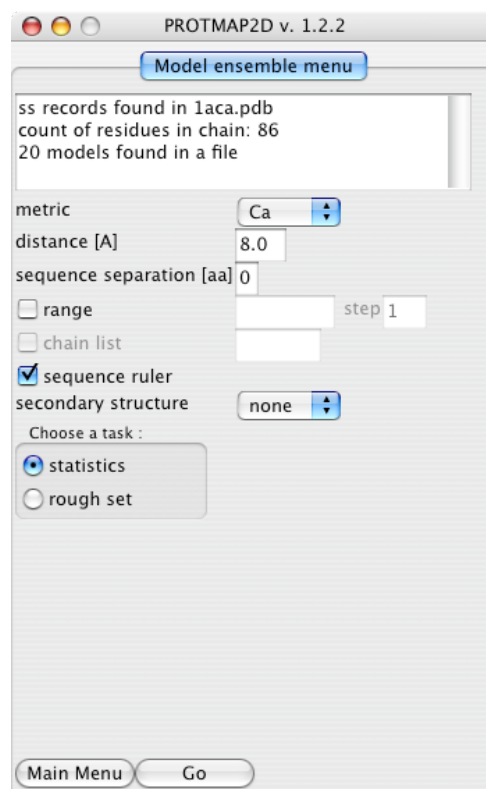 PROTMAP2D v. 1.2.2
Model ensemble menu
ss records found in 1aca.pdb
count of residues in chain: 86
20 models found in a file
metric Ca
distance [A] 8.0
sequence separation [aa] 0
range step 1
chain list
sequence ruler
secondary structure none
Choose a task :
statistics
rough set
Main Menu Go